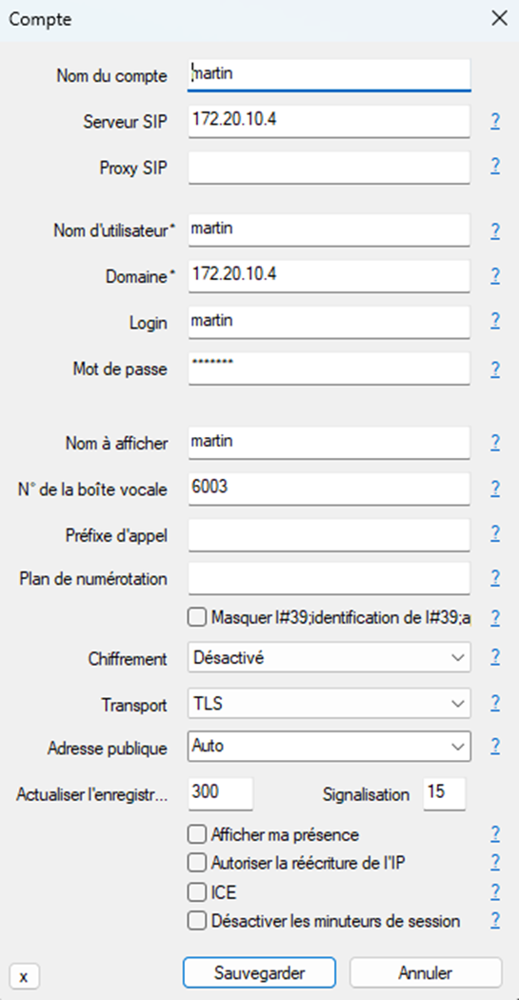 Compte
Nom du compte martin
Serveur SIP 172.20.10.4 ?
Proxy SIP ?
Nom d'utilisateur* martin ?
Domaine* 172.20.10.4 ?
Login martin ?
Mot de passe ******* ?
Nom à afficher martin ?
N° de la boîte vocale 6003 ?
Préfixe d'appel ?
Plan de numérotation ?
Masquer l#39;identification de l#39;a ?
Chiffrement Désactivé ?
Transport TLS ?
Adresse publique Auto ?
Actualiser l'enregistr... 300 Signalisation 15
Afficher ma présence ?
Autoriser la réécriture de l'IP ?
ICE ?
Désactiver les minuteurs de session ?
x Sauvegarder Annuler